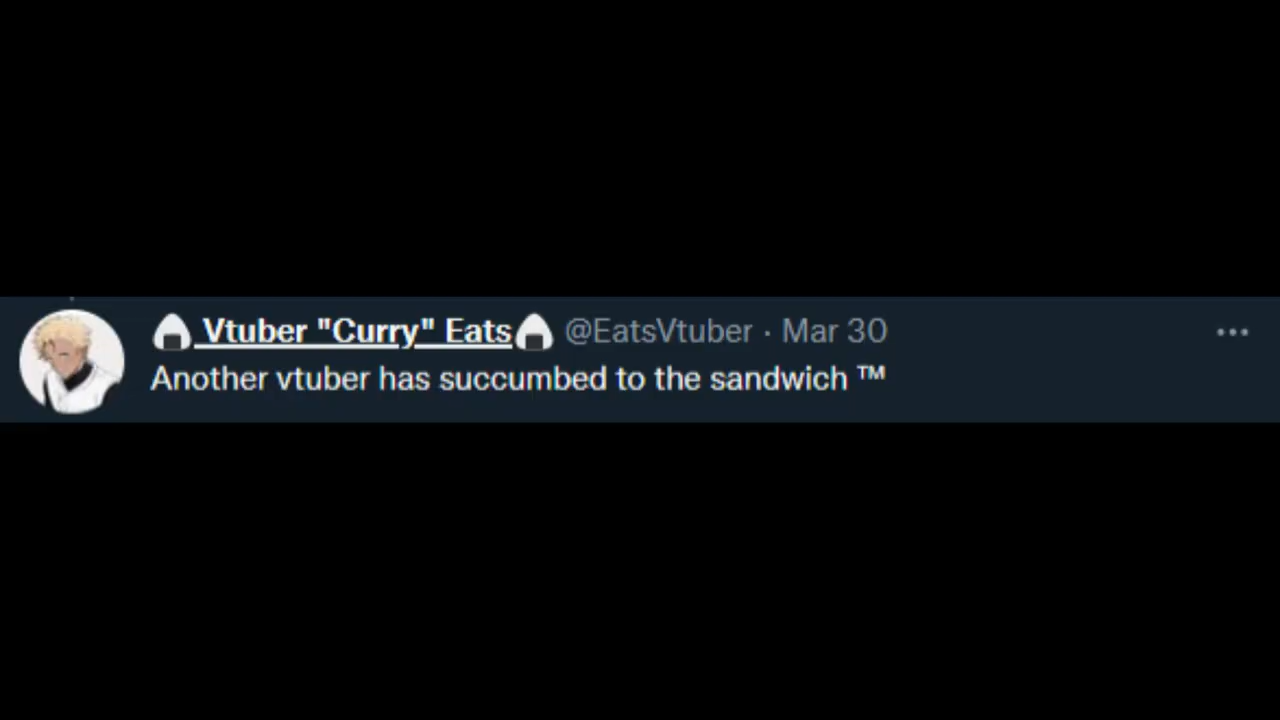 🍙 Vtuber "Curry" Eats🍙 @EatsVtuber · Mar 30
Another vtuber has succumbed to the sandwich ™